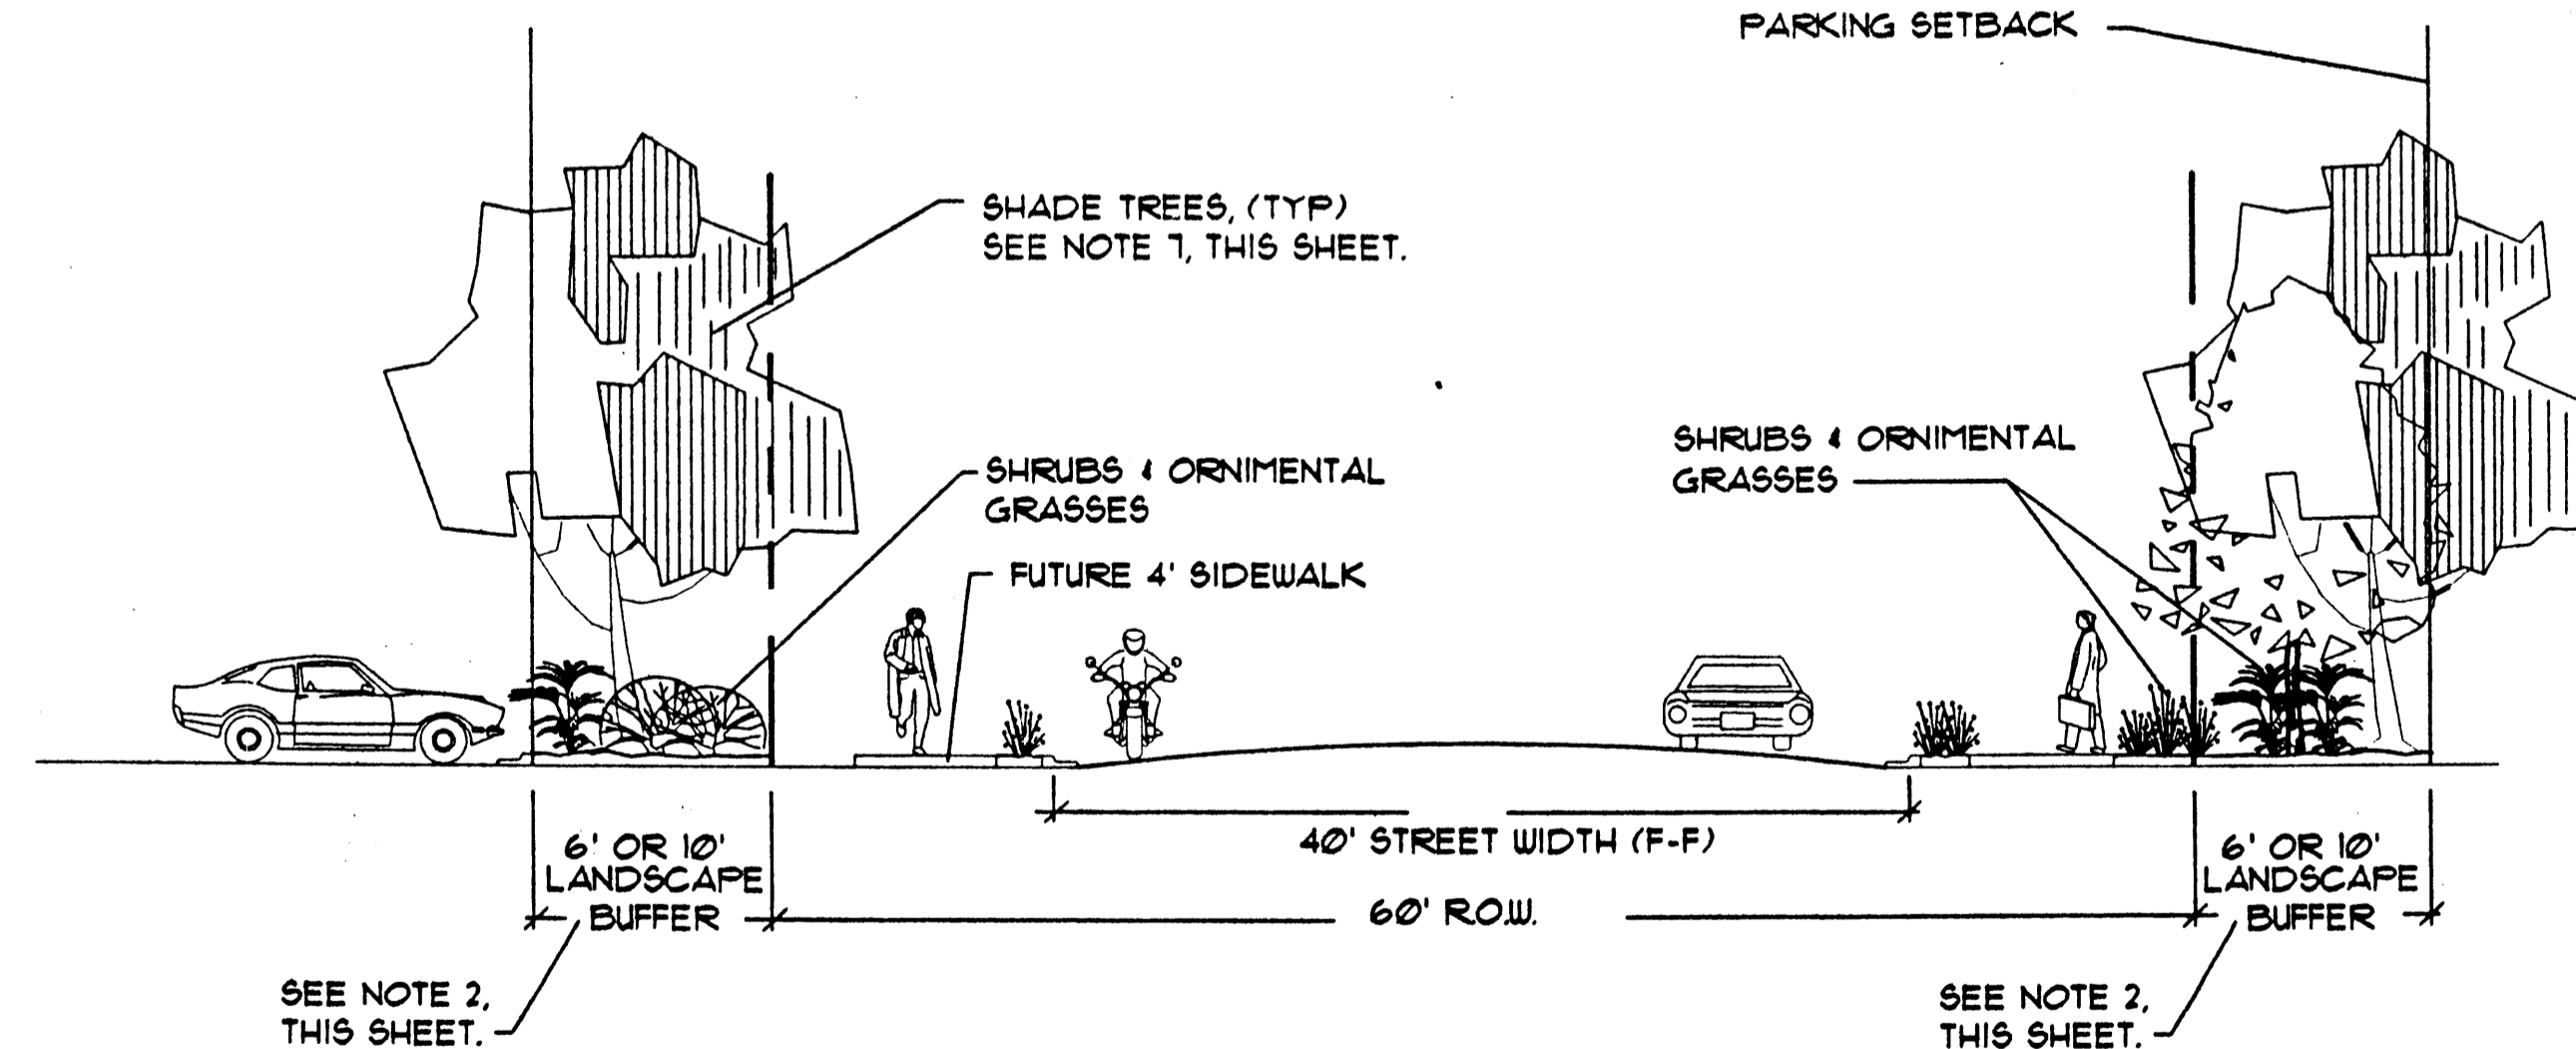 PARKING SETBACK
SHADE TREES, (TYP)
SEE NOTE 7, THIS SHEET.
SHRUBS & ORNIMENTAL
GRASSES
SHRUBS & ORNIMENTAL
GRASSES
FUTURE 4' SIDEWALK
40' STREET WIDTH (F-F)
60' R.O.W.
6' OR 10'
LANDSCAPE
BUFFER
6' OR 10'
LANDSCAPE
BUFFER
SEE NOTE 2,
THIS SHEET.
SEE NOTE 2,
THIS SHEET.